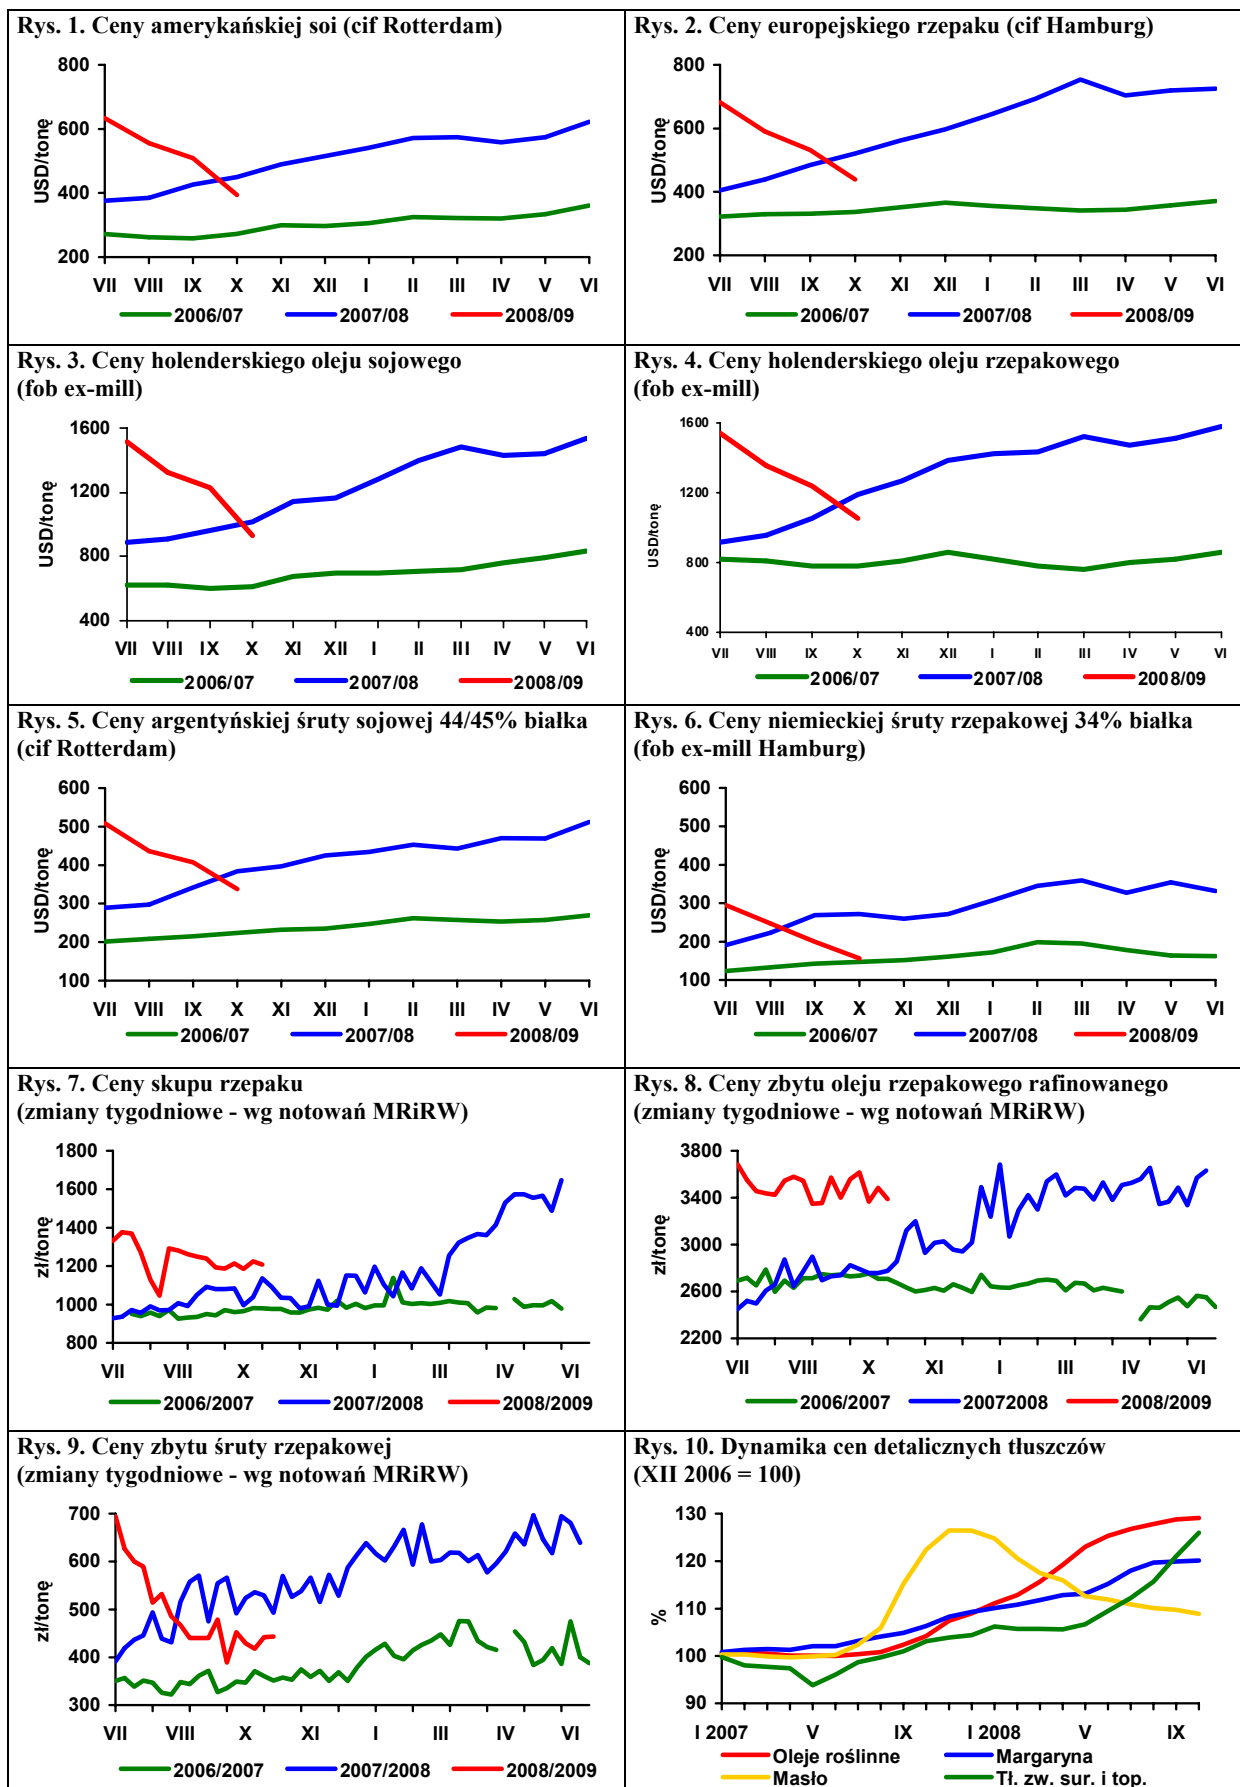 Rys. 1. Ceny amerykańskiej soi (cif Rotterdam)
800
600
400
200
USD/tonę
VII VIII IX X XI XII I II III IV V VI
2006/07 2007/08 2008/09
Rys. 2. Ceny europejskiego rzepaku (cif Hamburg)
800
600
400
200
USD/tonę
VII VIII IX X XI XII I II III IV V VI
2006/07 2007/08 2008/09
Rys. 3. Ceny holenderskiego oleju sojowego
(fob ex-mill)
1600
1200
800
400
USD/tonę
VII VIII IX X XI XII I II III IV V VI
2006/07 2007/08 2008/09
Rys. 4. Ceny holenderskiego oleju rzepakowego
(fob ex-mill)
1600
1200
800
400
USD/tonę
VII VIII IX X XI XII I II III IV V VI
2006/07 2007/08 2008/09
Rys. 5. Ceny argentyńskiej śruty sojowej 44/45% białka
(cif Rotterdam)
600
500
400
300
200
100
USD/tonę
VII VIII IX X XI XII I II III IV V VI
2006/07 2007/08 2008/09
Rys. 6. Ceny niemieckiej śruty rzepakowej 34% białka
(fob ex-mill Hamburg)
600
500
400
300
200
100
USD/tonę
VII VIII IX X XI XII I II III IV V VI
2006/07 2007/08 2008/09
Rys. 7. Ceny skupu rzepaku
(zmiany tygodniowe - wg notowań MRiRW)
1800
1600
1400
1200
1000
800
zł/tonę
VII VIII X XI I III IV VI
2006/2007 2007/2008 2008/2009
Rys. 8. Ceny zbytu oleju rzepakowego rafinowanego
(zmiany tygodniowe - wg notowań MRiRW)
3800
3400
3000
2600
2200
zł/tonę
VII VIII X XI I III IV VI
2006/2007 20072008 2008/2009
Rys. 9. Ceny zbytu śruty rzepakowej
(zmiany tygodniowe - wg notowań MRiRW)
700
600
500
400
300
zł/tonę
VII VIII X XI I III IV VI
2006/2007 2007/2008 2008/2009
Rys. 10. Dynamika cen detalicznych tłuszczów
(XII 2006 = 100)
130
120
110
100
90
%
I 2007 V IX I 2008 V IX
Oleje roślinne Margaryna
Masło Tł. zw. sur. i top.